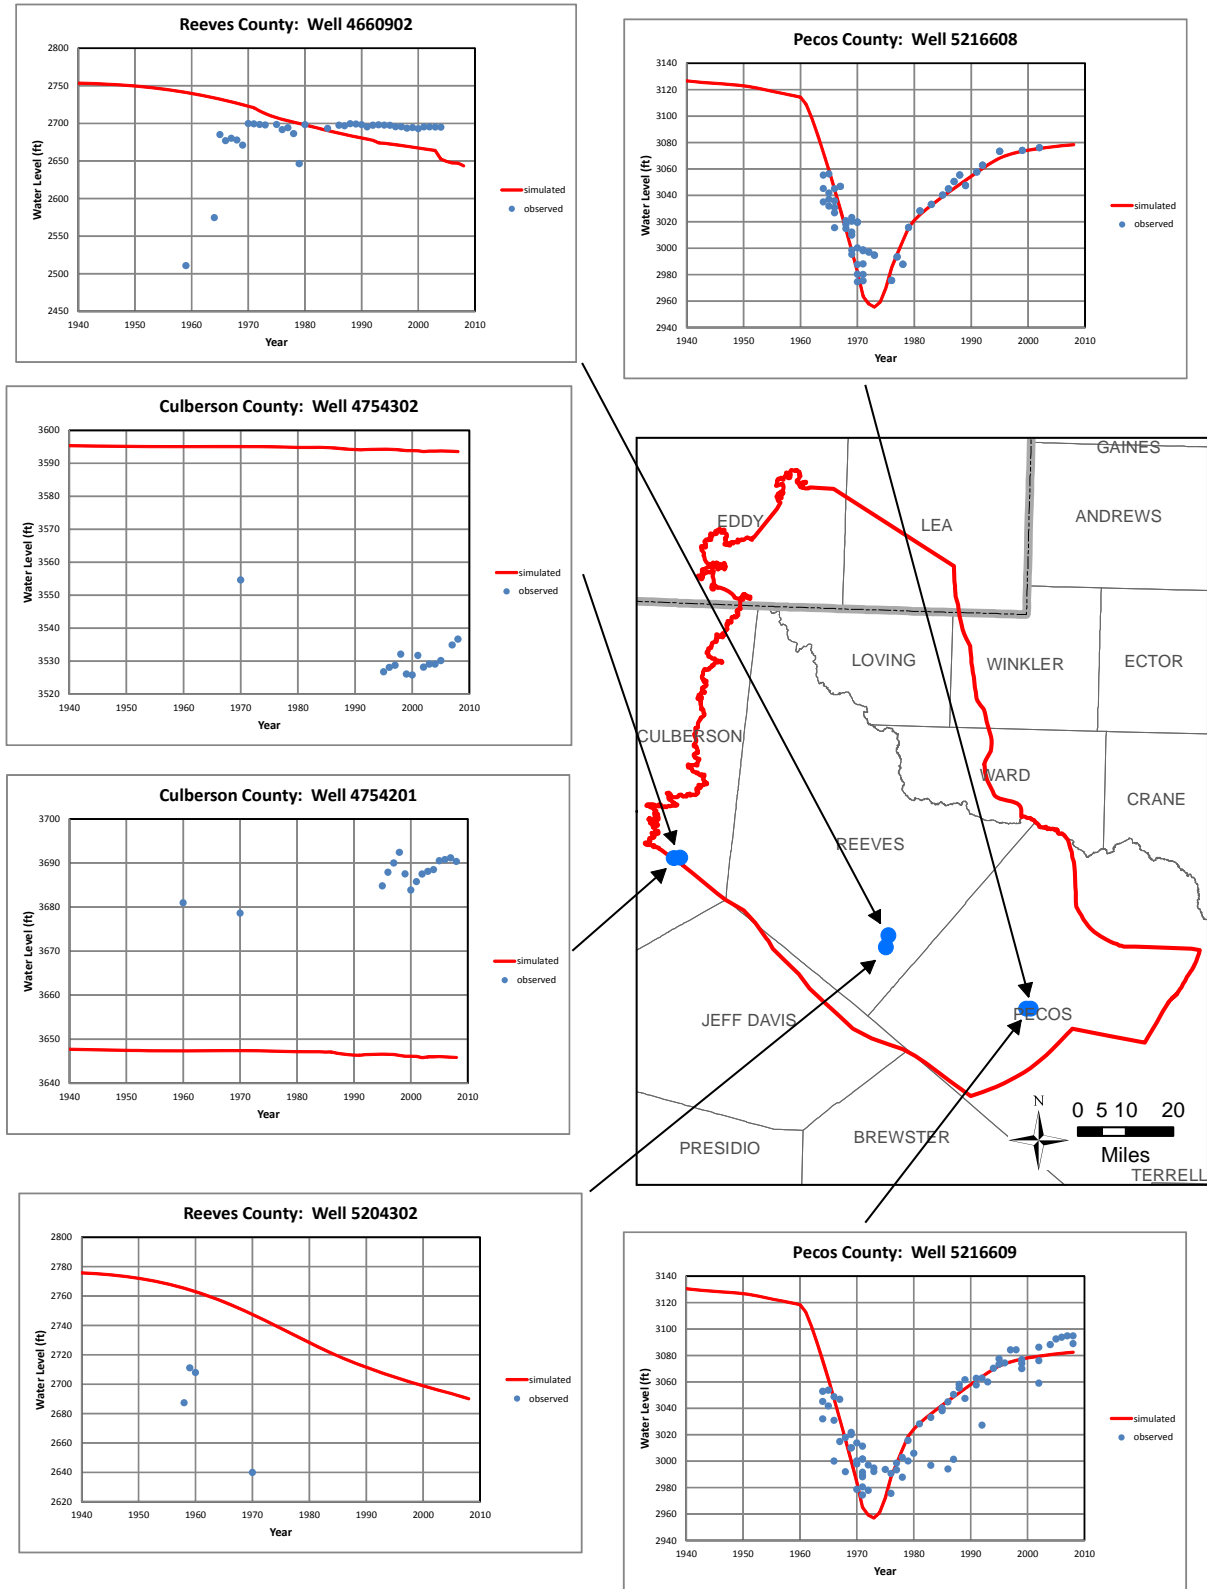 Reeves County: Well 4660902
2800
2750
2700
2650
2600
2550
2500
2450
Water Level (ft)
1940 1950 1960 1970 1980 1990 2000 2010
Year
simulated
observed
Pecos County: Well 5216608
3140
3120
3100
3080
3060
3040
3020
3000
2980
2960
2940
Water Level (ft)
1940 1950 1960 1970 1980 1990 2000 2010
Year
simulated
observed
Culberson County: Well 4754302
3600
3590
3580
3570
3560
3550
3540
3530
3520
Water Level (ft)
1940 1950 1960 1970 1980 1990 2000 2010
Year
simulated
observed
Culberson County: Well 4754201
3700
3690
3680
3670
3660
3650
3640
Water Level (ft)
1940 1950 1960 1970 1980 1990 2000 2010
Year
simulated
observed
GAINES
EDDY
LEA
ANDREWS
LOVING
WINKLER
ECTOR
CULBERSON
WARD
CRANE
REEVES
JEFF DAVIS
PECOS
PRESIDIO
BREWSTER
TERRELL
N
0 5 10 20
Miles
Reeves County: Well 5204302
2800
2780
2760
2740
2720
2700
2680
2660
2640
2620
Water Level (ft)
1940 1950 1960 1970 1980 1990 2000 2010
Year
simulated
observed
Pecos County: Well 5216609
3140
3120
3100
3080
3060
3040
3020
3000
2980
2960
2940
Water Level (ft)
1940 1950 1960 1970 1980 1990 2000 2010
Year
simulated
observed